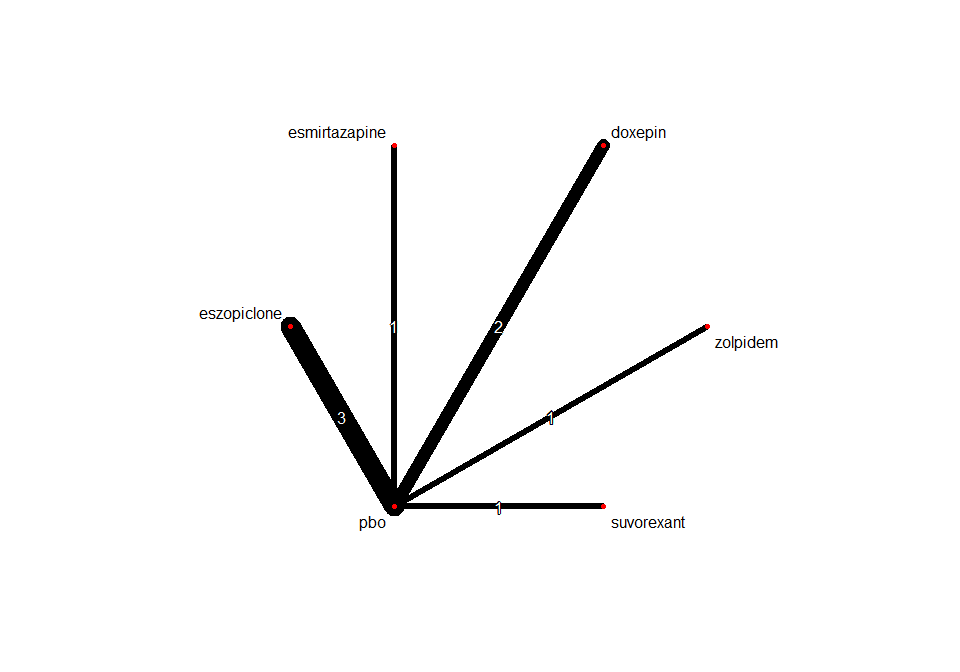 esmirtazapine
doxepin
eszopiclone
1
2
zolpidem
3
1
pbo
1
suvorexant